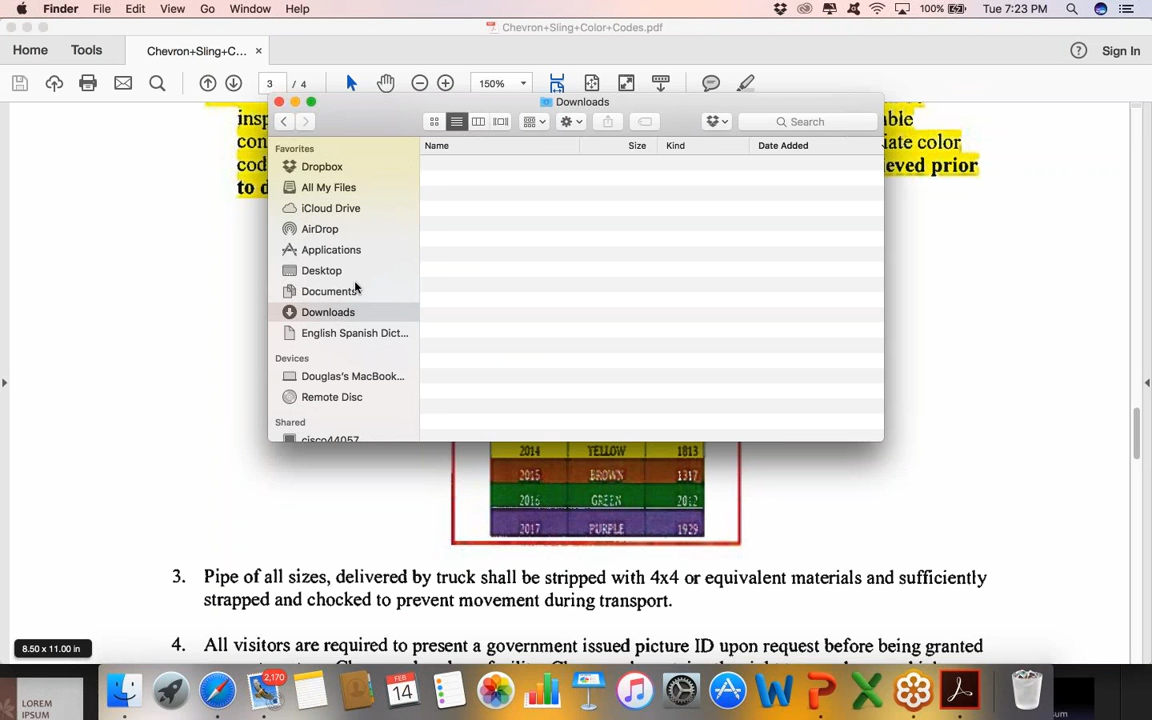 Finder File Edit View Go Window Help 100% Tue 7:23 PM
Chevron+Sling+Color+Codes.pdf
Home Tools Chevron+Sling+C... × ? Sign In
3 / 4 150%
Downloads
Search
Favorites
Dropbox
All My Files
iCloud Drive
AirDrop
Applications
Desktop
Documents
Downloads
English Spanish Dict...
Devices
Douglas's MacBook...
Remote Disc
Shared
cisco44057
Name Size Kind Date Added
insp
able
con
iate color
cod
eved prior
to d
2014 YELLOW 1813
2015 BROWN 1317
2016 GREEN 2012
2017 PURPLE 1929
3. Pipe of all sizes, delivered by truck shall be stripped with 4x4 or equivalent materials and sufficiently
strapped and chocked to prevent movement during transport.
4. All visitors are required to present a government issued picture ID upon request before being granted
8.50 x 11.00 in
2,170
FEB
14
LOREM
IPSUM